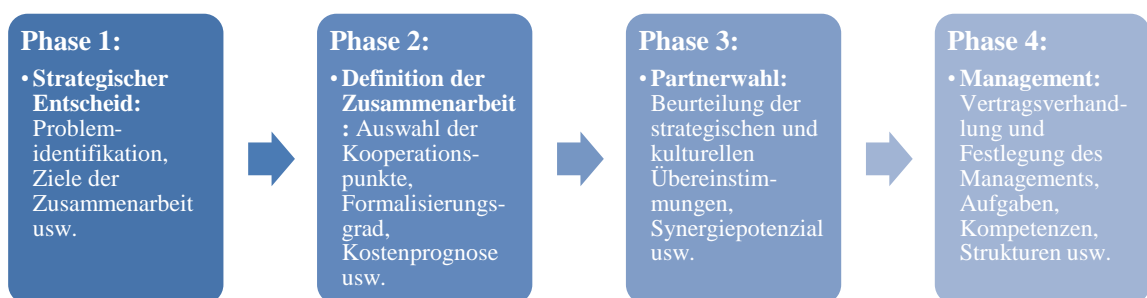 Phase 1:
• Strategischer
Entscheid:
Problem-
identifikation,
Ziele der
Zusammenarbeit
usw.
Phase 2:
• Definition der
Zusammenarbeit
: Auswahl der
Kooperations-
punkte,
Formalisierungs-
grad,
Kostenprognose
usw.
Phase 3:
• Partnerwahl:
Beurteilung der
strategischen und
kulturellen
Übereinstim-
mungen,
Synergiepotenzial
usw.
Phase 4:
• Management:
Vertragsverhand-
lung und
Festlegung des
Managements,
Aufgaben,
Kompetenzen,
Strukturen usw.